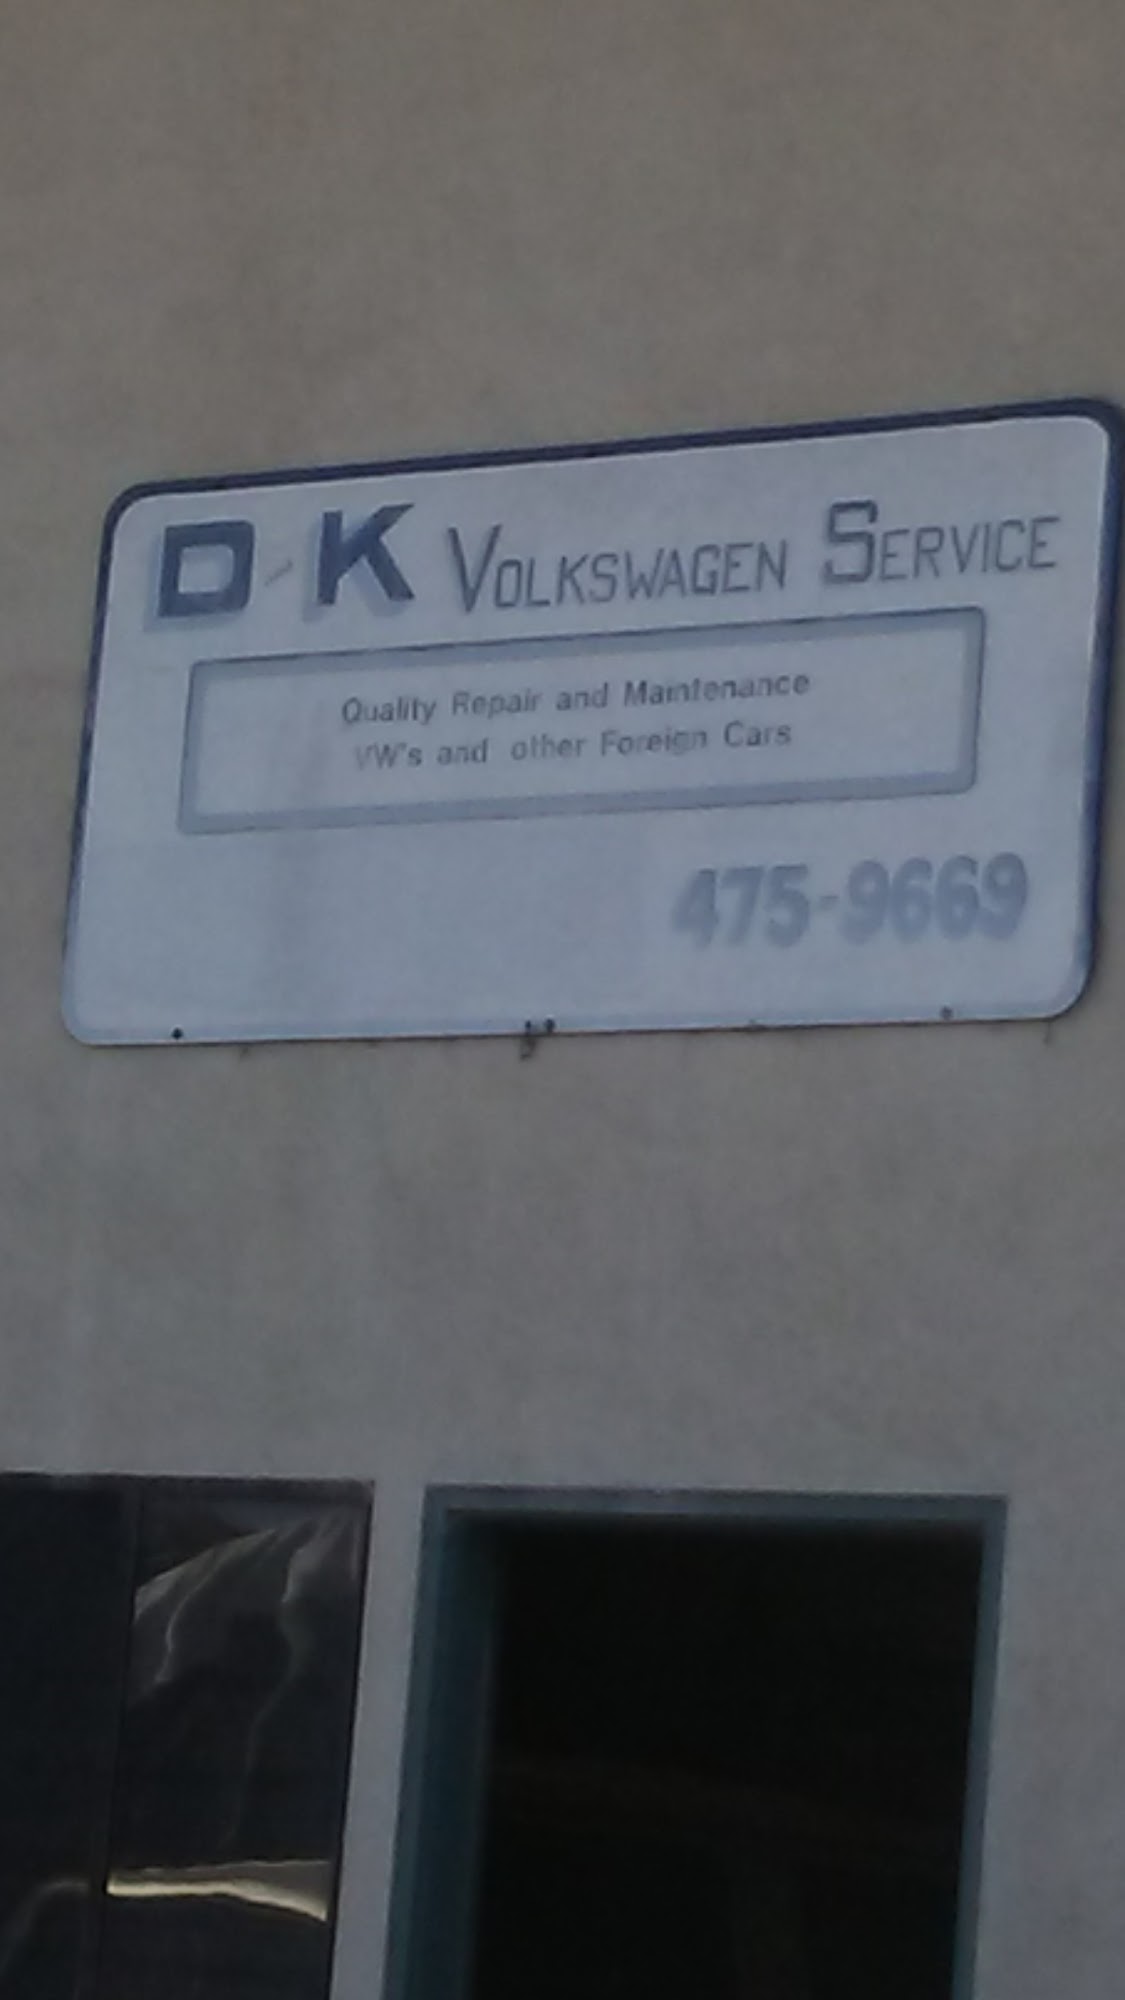 D-K VOLKSWAGEN SERVICE
Quality Repair and Maintenance
VW's and other Foreign Cars
475-9669